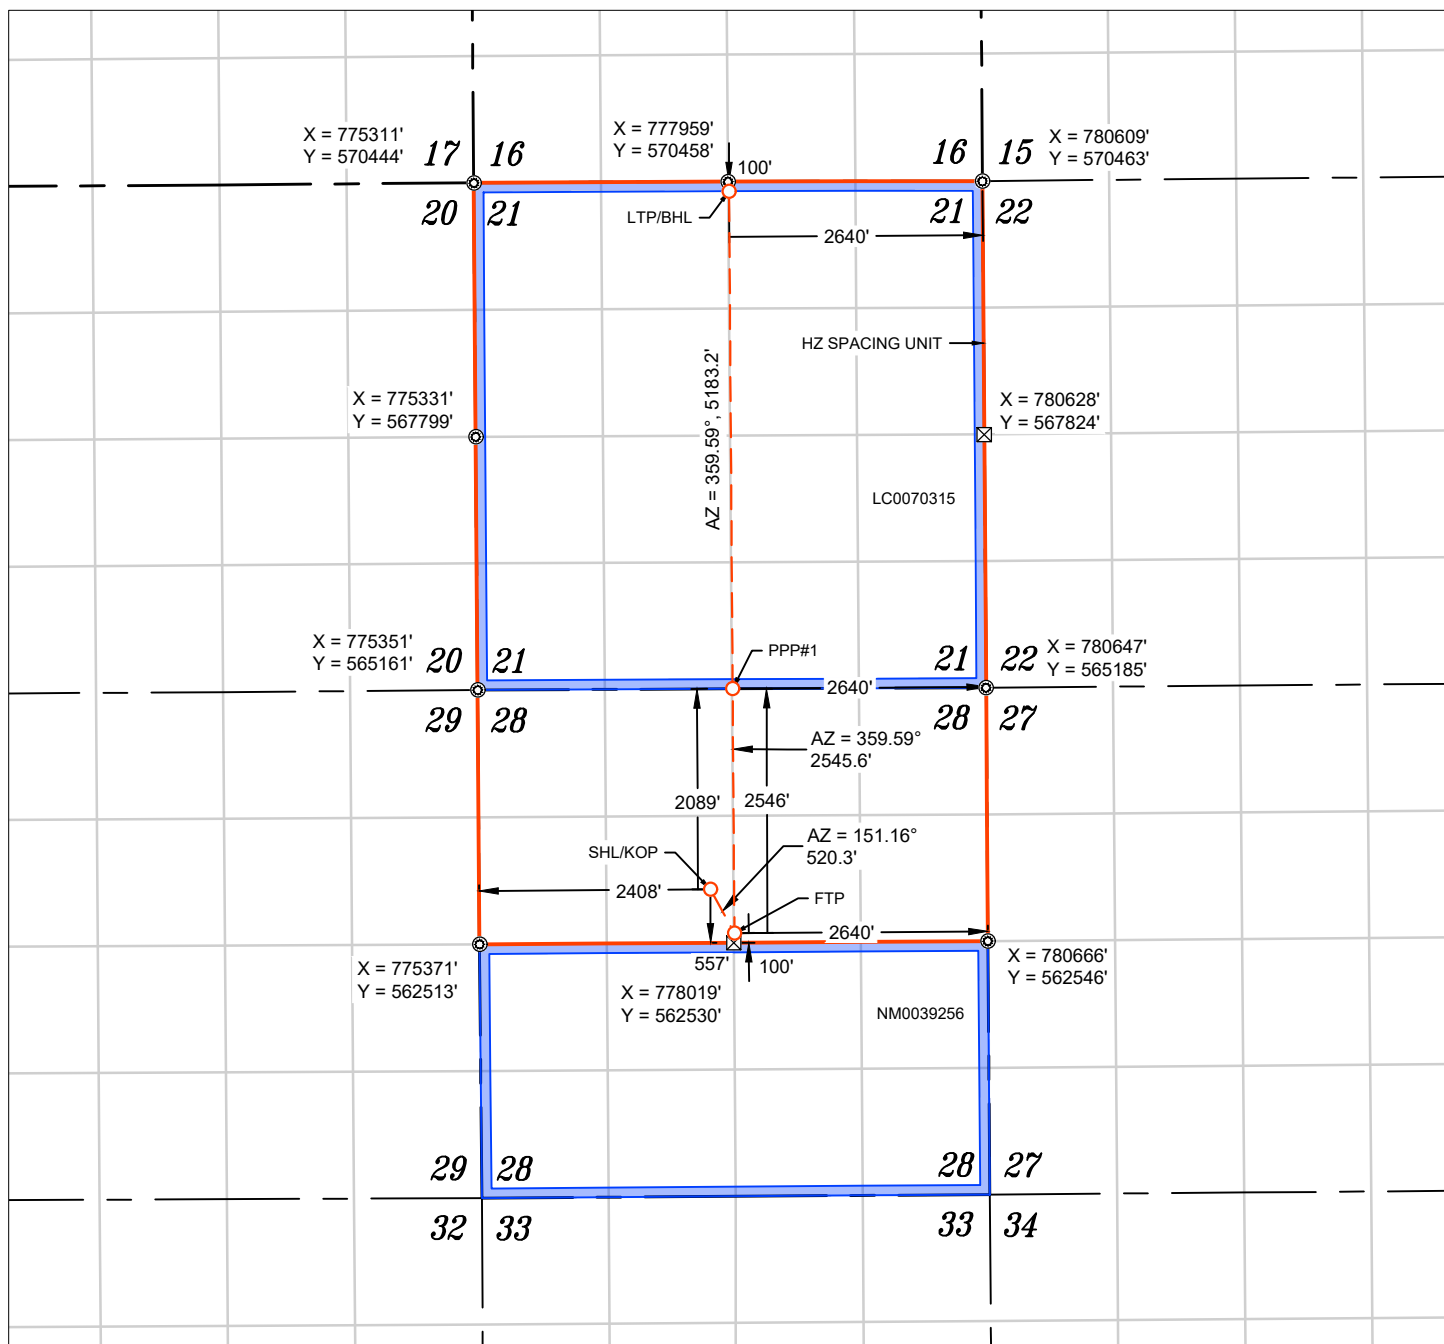 X = 775311'
Y = 570444'
X = 777959'
Y = 570458'
X = 780609'
Y = 570463'
17 16
16 15
100'
20 21
21 22
LTP/BHL
2640'
HZ SPACING UNIT
AZ = 359.59°, 5183.2'
X = 775331'
Y = 567799'
X = 780628'
Y = 567824'
LC0070315
X = 775351'
Y = 565161'
20 21
PPP#1
21 22
X = 780647'
Y = 565185'
2640'
29 28
28 27
AZ = 359.59°
2545.6'
2089'
2546'
AZ = 151.16°
520.3'
SHL/KOP
2408'
FTP
2640'
557'
100'
X = 775371'
Y = 562513'
X = 778019'
Y = 562530'
X = 780666'
Y = 562546'
NM0039256
29 28
28 27
32 33
33 34